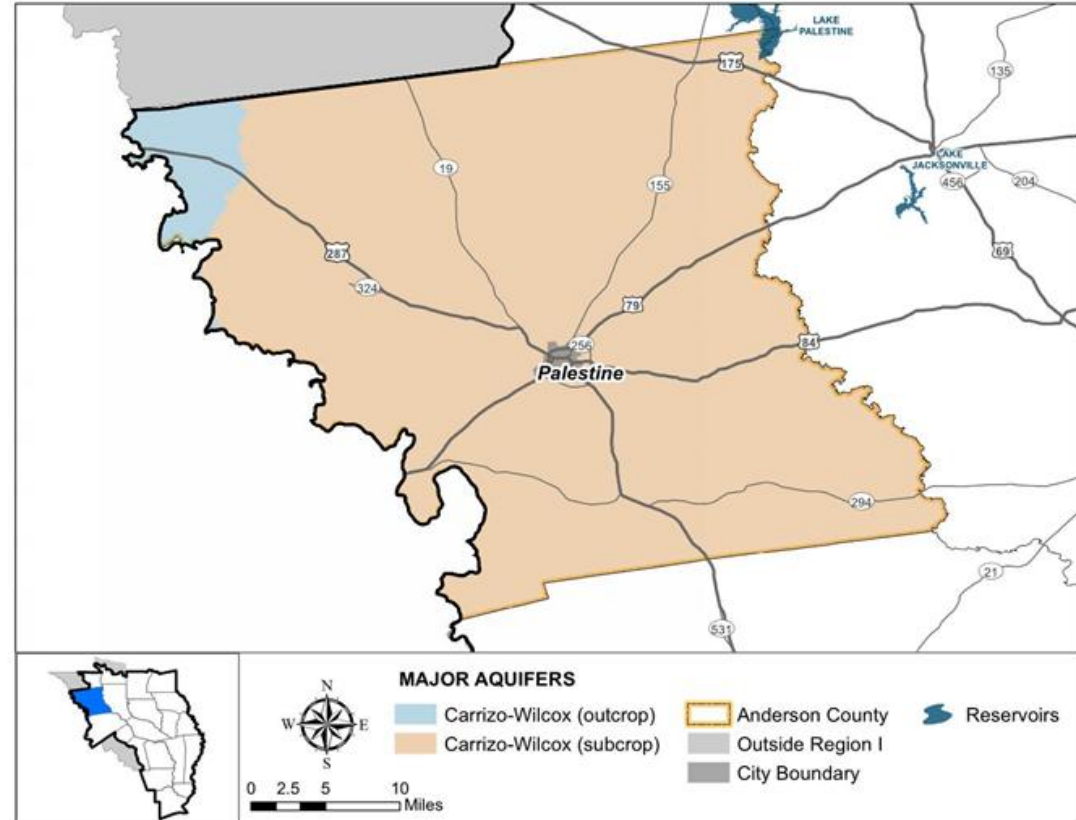 LAKE
PALESTINE
175
135
19
155
LAKE
JACKSONVILLE
456
204
287
69
324
79
256
84
Palestine
294
21
531
MAJOR AQUIFERS
N
W E
S
Carrizo-Wilcox (outcrop)
Carrizo-Wilcox (subcrop)
Anderson County
Outside Region I
City Boundary
Reservoirs
0 2.5 5 10
Miles